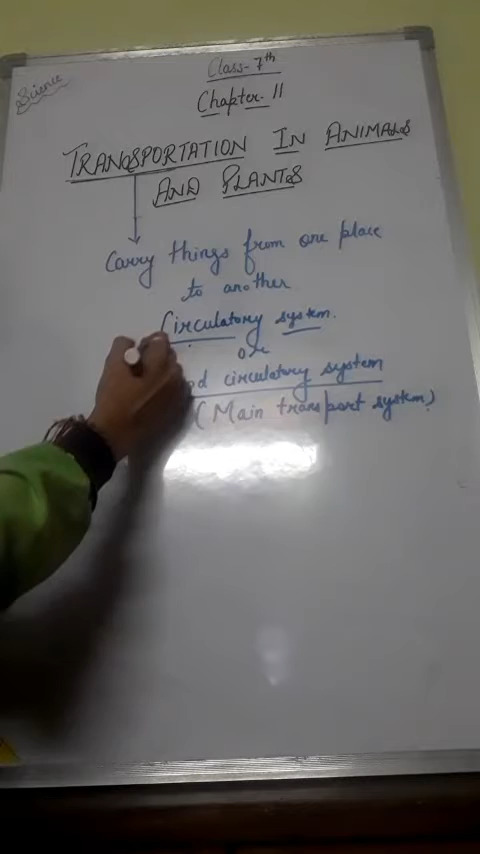 Science
Class-7th
Chapter-11
TRANSPORTATION IN ANIMALS
AND PLANTS
Carry things from one place
to another
Circulatory system.
Or
circulatory system
(Main transport system)